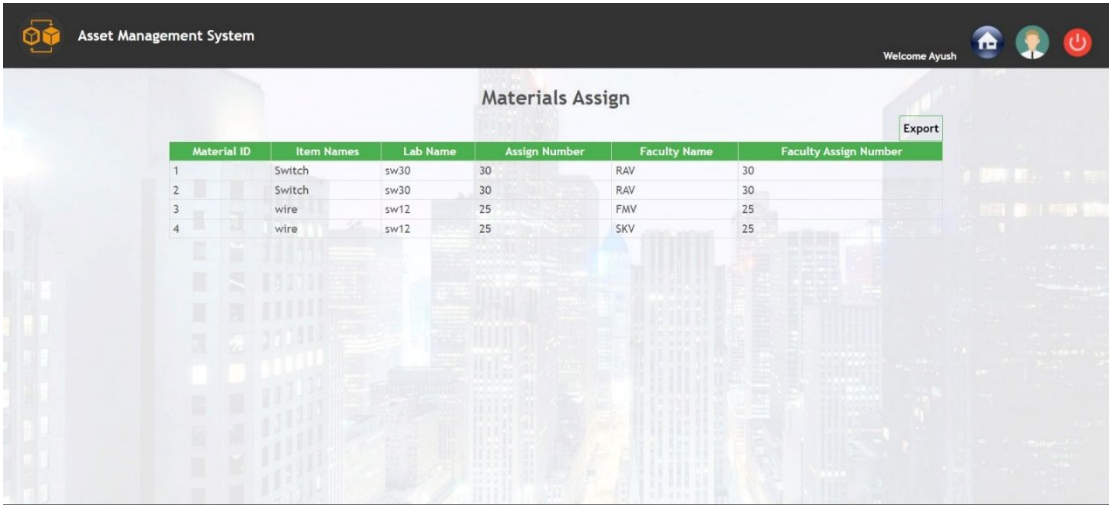 Asset Management System
Welcome Ayush
Materials Assign
Export
Material ID Item Names Lab Name Assign Number Faculty Name Faculty Assign Number
1 Switch sw30 30 RAV 30
2 Switch sw30 30 RAV 30
3 wire sw12 25 FMV 25
4 wire sw12 25 SKV 25